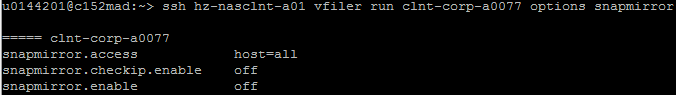 u0144201@c152mad:~> ssh hz-nasclnt-a01 vfiler run clnt-corp-a0077 options snapmirror
===== clnt-corp-a0077
snapmirror.access host=all
snapmirror.checkip.enable off
snapmirror.enable off